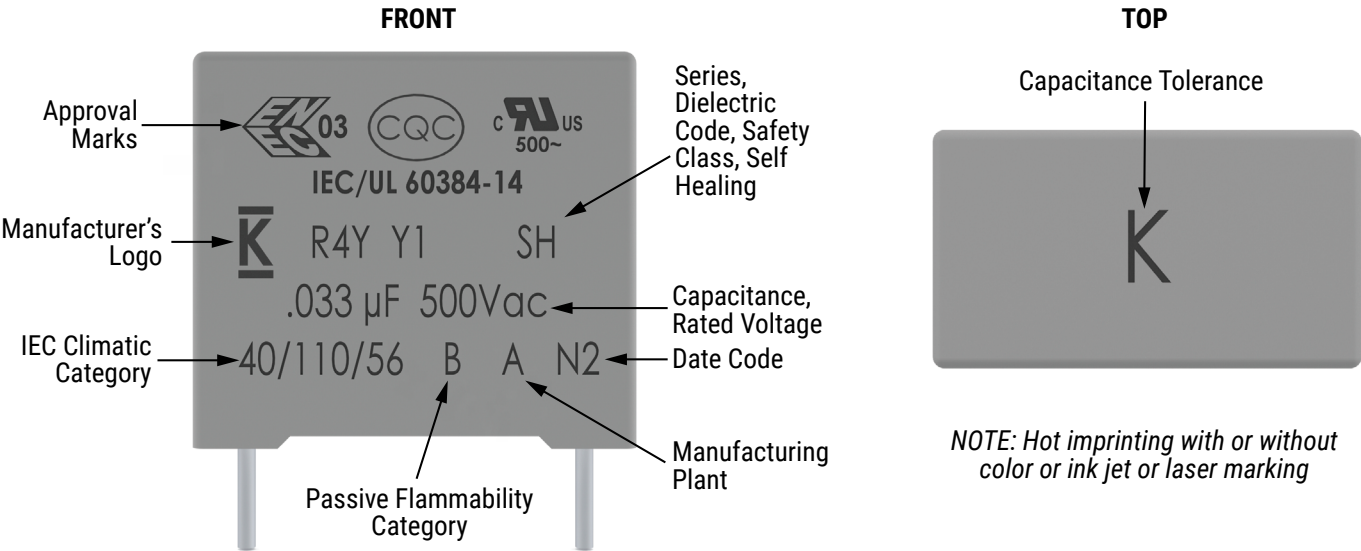 FRONT
TOP
Approval
Marks
EN
EC
03
CQC
C RU US
500~
IEC/UL 60384-14
Series,
Dielectric
Code, Safety
Class, Self
Healing
Manufacturer's
Logo
K R4Y Y1 SH
.033 µF 500Vac
Capacitance,
Rated Voltage
IEC Climatic
Category
40/110/56 B A N2
Date Code
Manufacturing
Plant
Passive Flammability
Category
Capacitance Tolerance
K
NOTE: Hot imprinting with or without
color or ink jet or laser marking